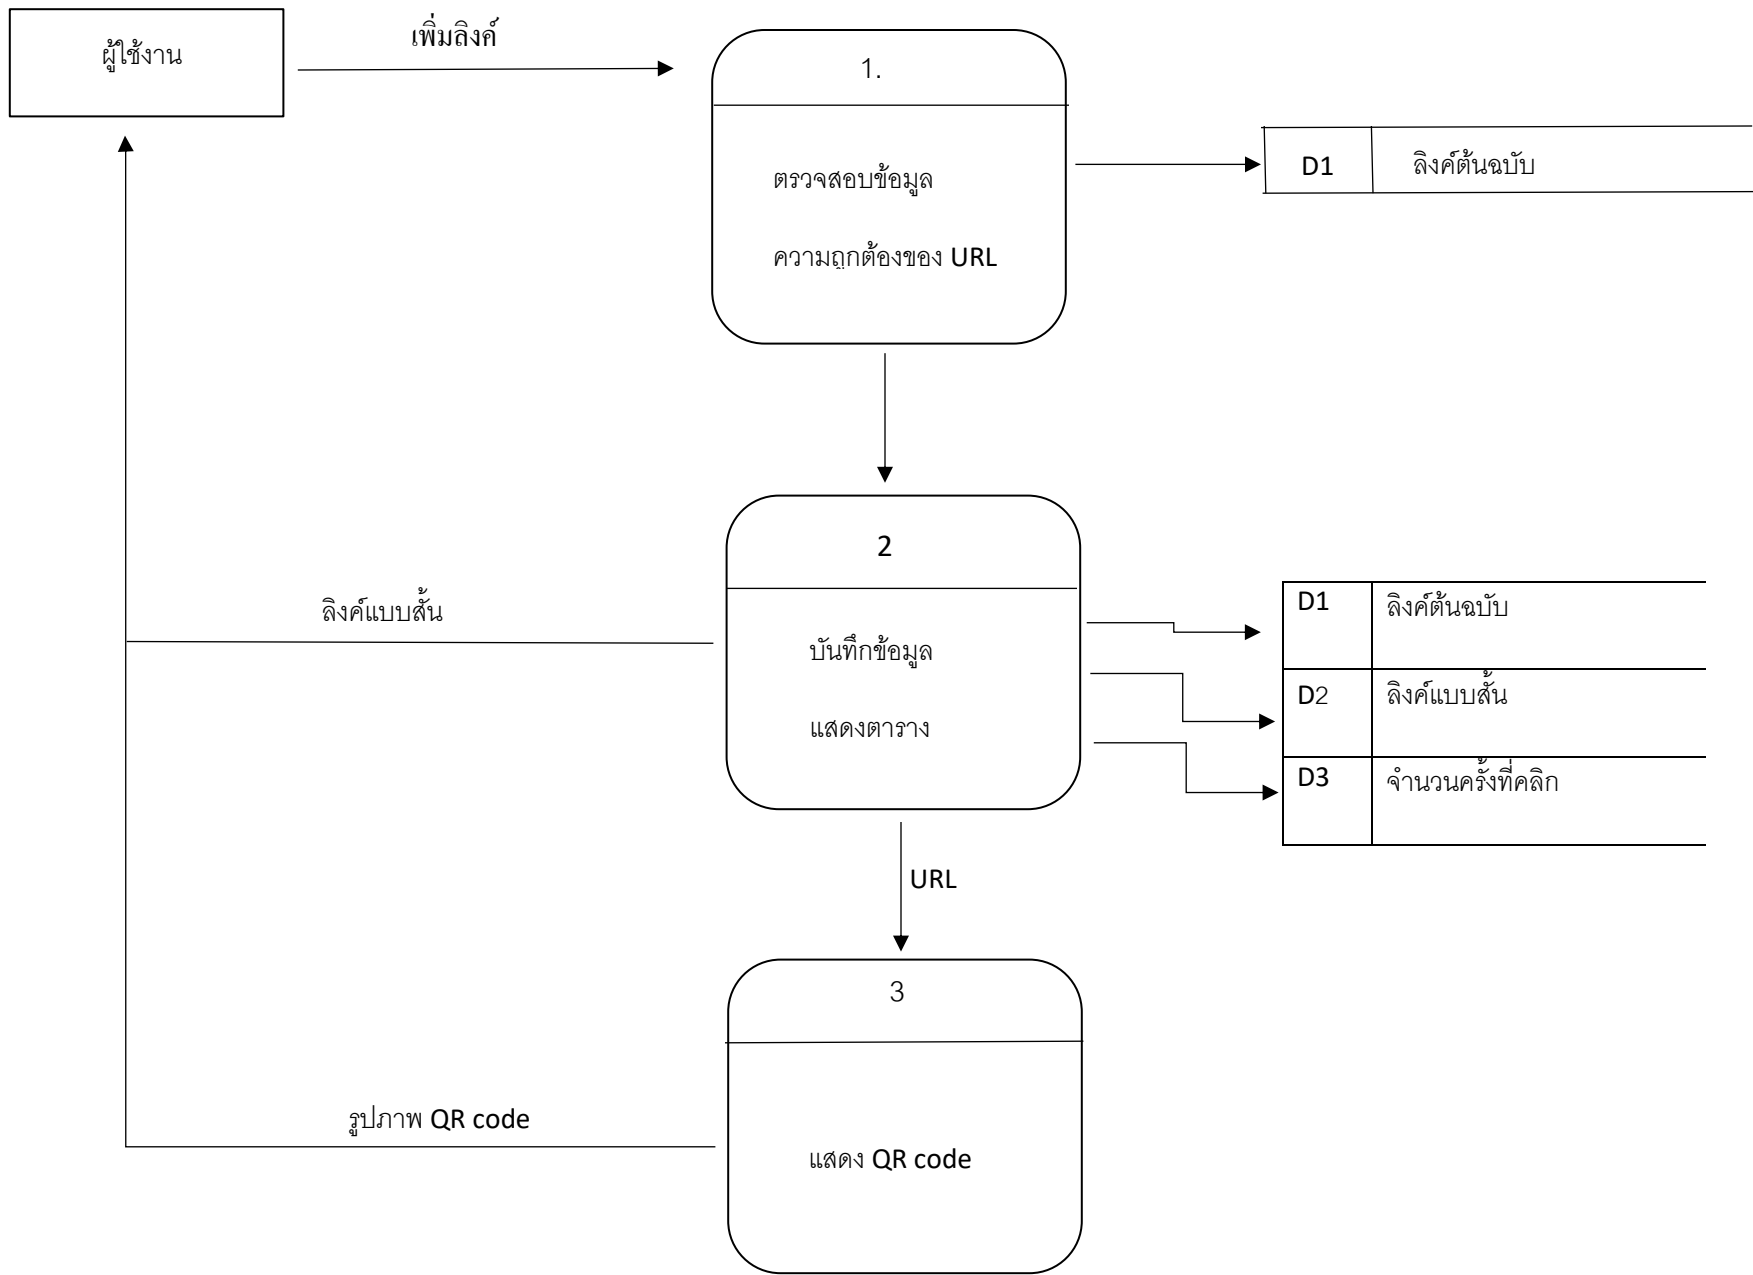 ผู้ใช้งาน
เพิ่มลิงค์
1.
ตรวจสอบข้อมูล
ความถูกต้องของ URL
D1 ลิงค์ต้นฉบับ
2
บันทึกข้อมูล
แสดงตาราง
ลิงค์แบบสั้น
D1 ลิงค์ต้นฉบับ
D2 ลิงค์แบบสั้น
D3 จำนวนครั้งที่คลิก
URL
3
แสดง QR code
รูปภาพ QR code